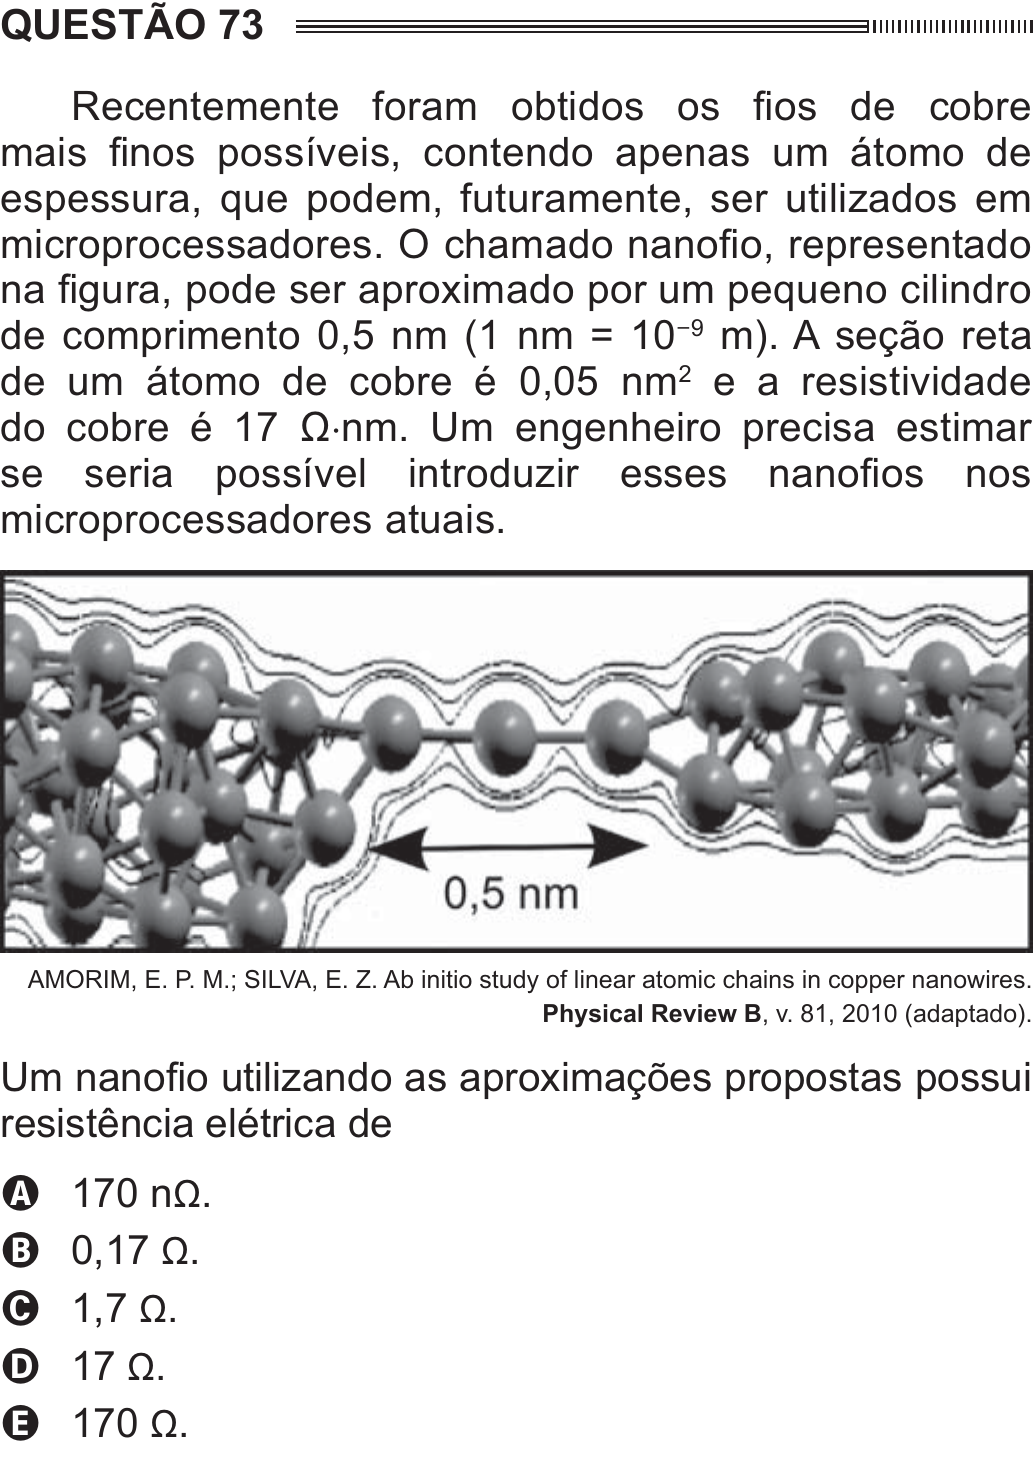 QUESTÃO 73
Recentemente foram obtidos os fios de cobre
mais finos possíveis, contendo apenas um átomo de
espessura, que podem, futuramente, ser utilizados em
microprocessadores. O chamado nanofio, representado
na figura, pode ser aproximado por um pequeno cilindro
de comprimento 0,5 nm (1 nm = 10⁻⁹ m). A seção reta
de um átomo de cobre é 0,05 nm² e a resistividade
do cobre é 17 Ω·nm. Um engenheiro precisa estimar
se seria possível introduzir esses nanofios nos
microprocessadores atuais.
0,5 nm
AMORIM, E. P. M.; SILVA, E. Z. Ab initio study of linear atomic chains in copper nanowires.
Physical Review B, v. 81, 2010 (adaptado).
Um nanofio utilizando as aproximações propostas possui
resistência elétrica de
A 170 nΩ.
B 0,17 Ω.
C 1,7 Ω.
D 17 Ω.
E 170 Ω.